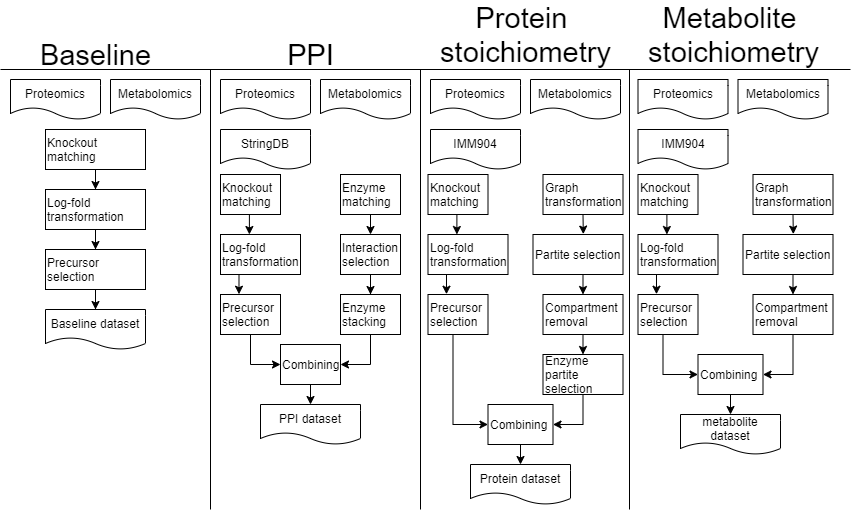 Baseline
PPI
Protein
stoichiometry
Metabolite
stoichiometry
Proteomics
Metabolomics
Knockout
matching
Log-fold
transformation
Precursor
selection
Baseline dataset
Proteomics
Metabolomics
StringDB
Knockout
matching
Log-fold
transformation
Precursor
selection
Enzyme
matching
Interaction
selection
Enzyme
stacking
Combining
PPI dataset
Proteomics
Metabolomics
IMM904
Knockout
matching
Log-fold
transformation
Precursor
selection
Graph
transformation
Partite selection
Compartment
removal
Enzyme
partite
selection
Combining
Protein dataset
Proteomics
Metabolomics
IMM904
Knockout
matching
Log-fold
transformation
Precursor
selection
Graph
transformation
Partite selection
Compartment
removal
Combining
metabolite
dataset